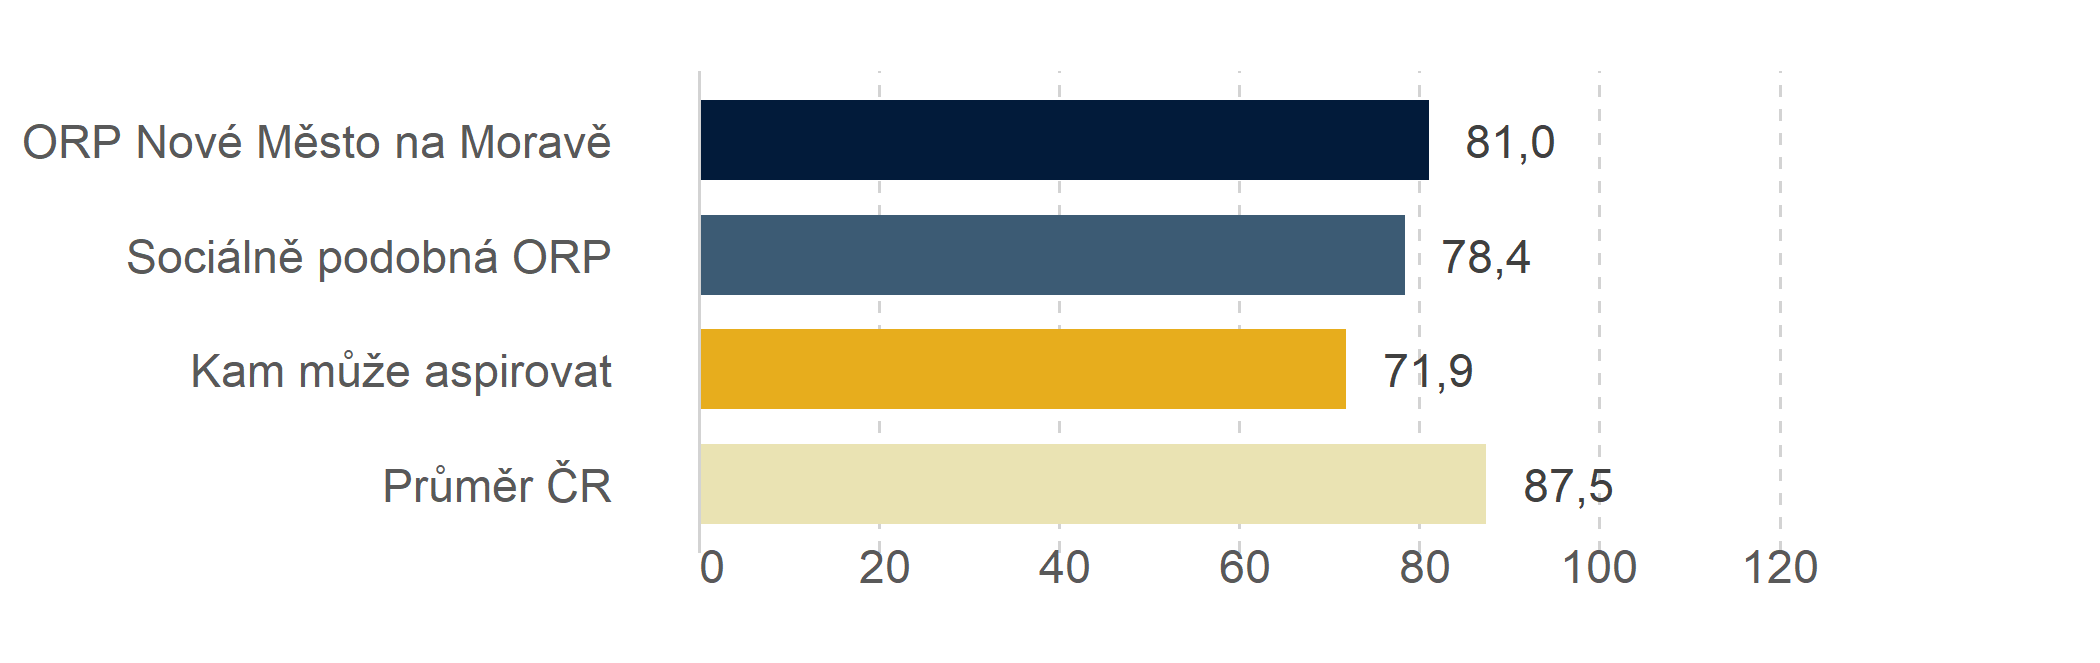 ORP Nové Město na Moravě
81,0
Sociálně podobná ORP
78,4
Kam může aspirovat
71,9
Průměr ČR
87,5
0 20 40 60 80 100 120